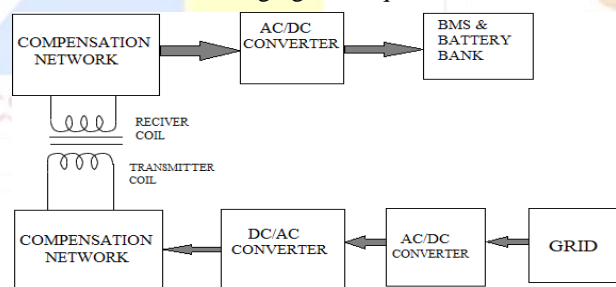 COMPENSATION
NETWORK
AC/DC
CONVERTER
BMS &
BATTERY
BANK
RECIVER
COIL
TRANSMITTER
COIL
COMPENSATION
NETWORK
DC/AC
CONVERTER
AC/DC
CONVERTER
GRID